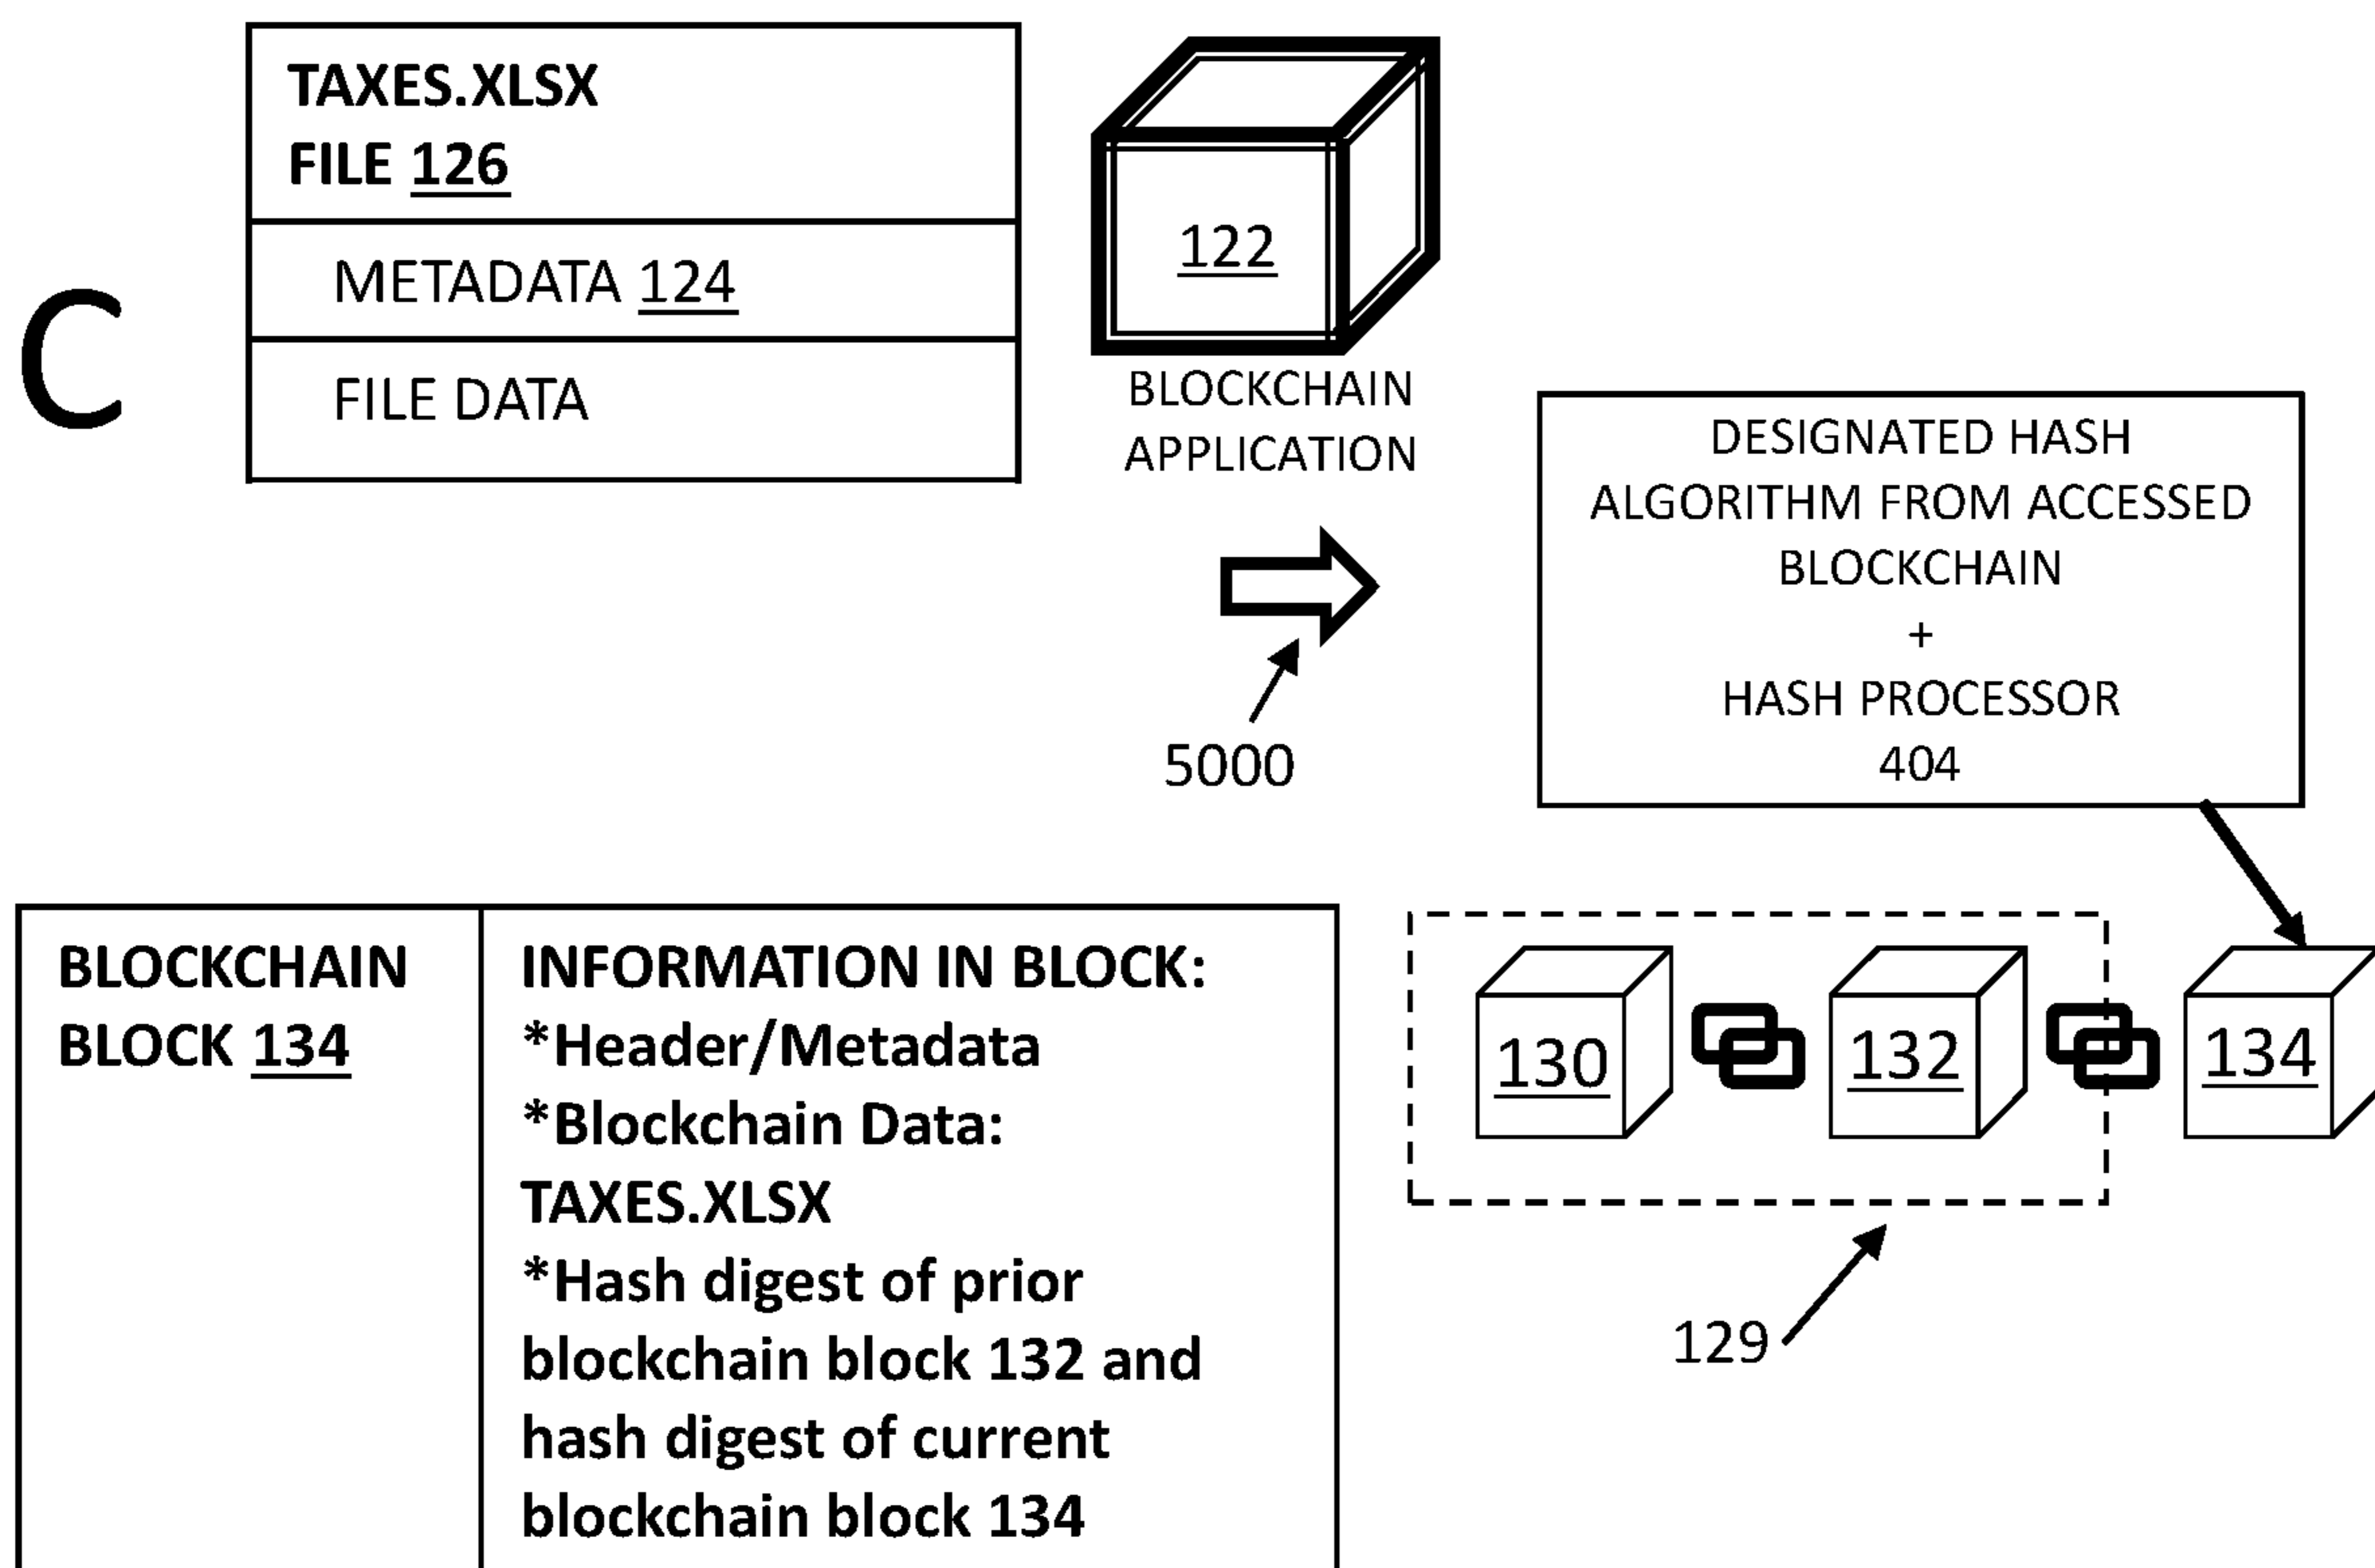 C
TAXES.XLSX
FILE 126
METADATA 124
FILE DATA
122
BLOCKCHAIN
APPLICATION
5000
DESIGNATED HASH
ALGORITHM FROM ACCESSED
BLOCKCHAIN
+
HASH PROCESSOR
404
BLOCKCHAIN
BLOCK 134
INFORMATION IN BLOCK:
*Header/Metadata
*Blockchain Data:
TAXES.XLSX
*Hash digest of prior
blockchain block 132 and
hash digest of current
blockchain block 134
130
132
134
129